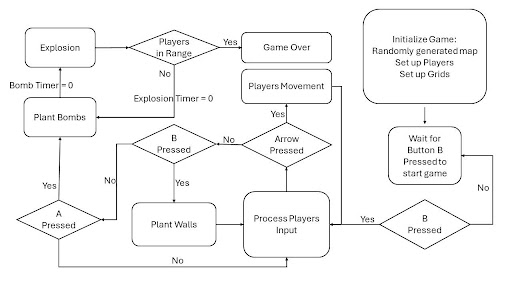 Explosion
Players
in Range
Yes
Game Over
Initialize Game:
Randomly generated map
Set up Players
Set up Grids
Bomb Timer = 0
No
Explosion Timer = 0
Players Movement
Plant Bombs
Yes
B
Pressed
No
Arrow
Pressed
Wait for
Button B
Pressed to
start game
Yes
No
Yes
No
A
Pressed
Plant Walls
Process Players
Input
Yes
B
Pressed
No